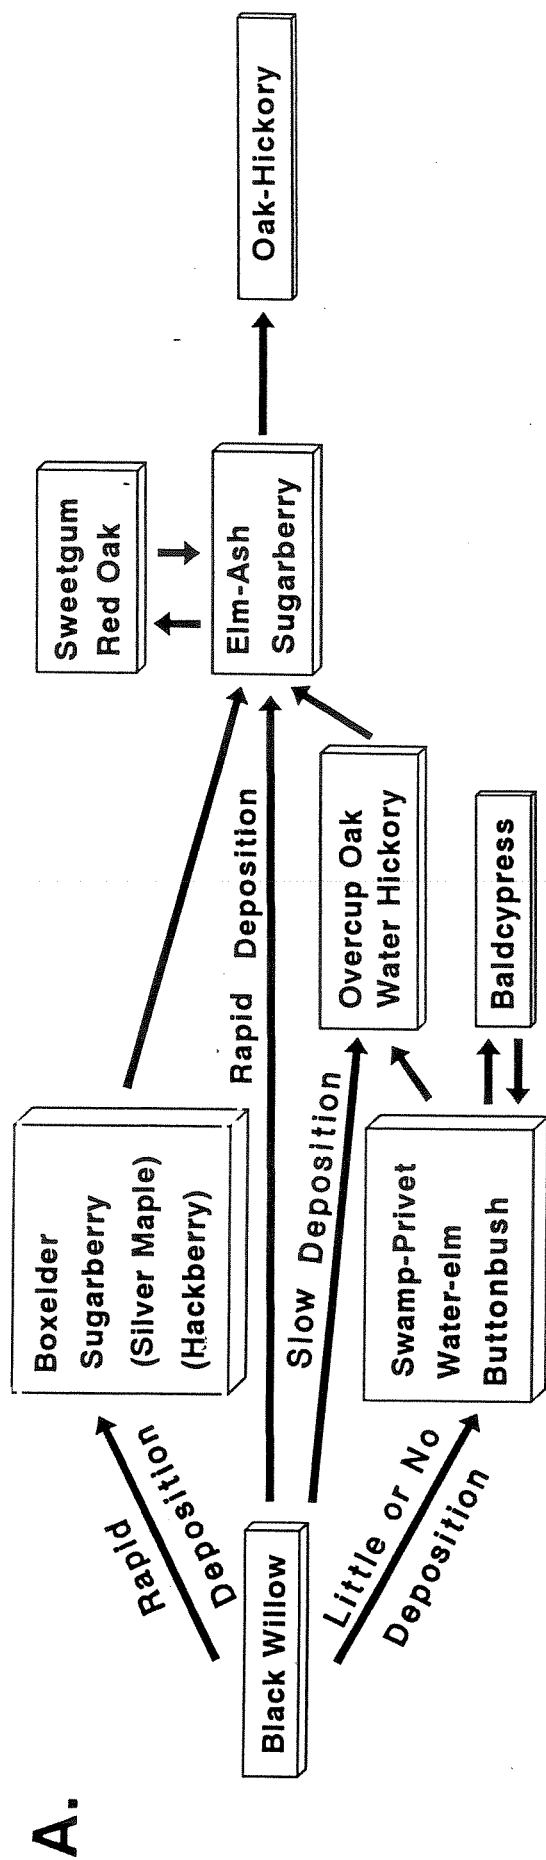 A.
Black Willow
Rapid
Deposition
Boxelder
Sugarberry
(Silver Maple)
(Hackberry)
Rapid Deposition
Slow Deposition
Little or No
Deposition
Swamp-Privet
Water-elm
Buttonbush
Overcup Oak
Water Hickory
Baldcypress
Sweetgum
Red Oak
Elm-Ash
Sugarberry
Oak-Hickory